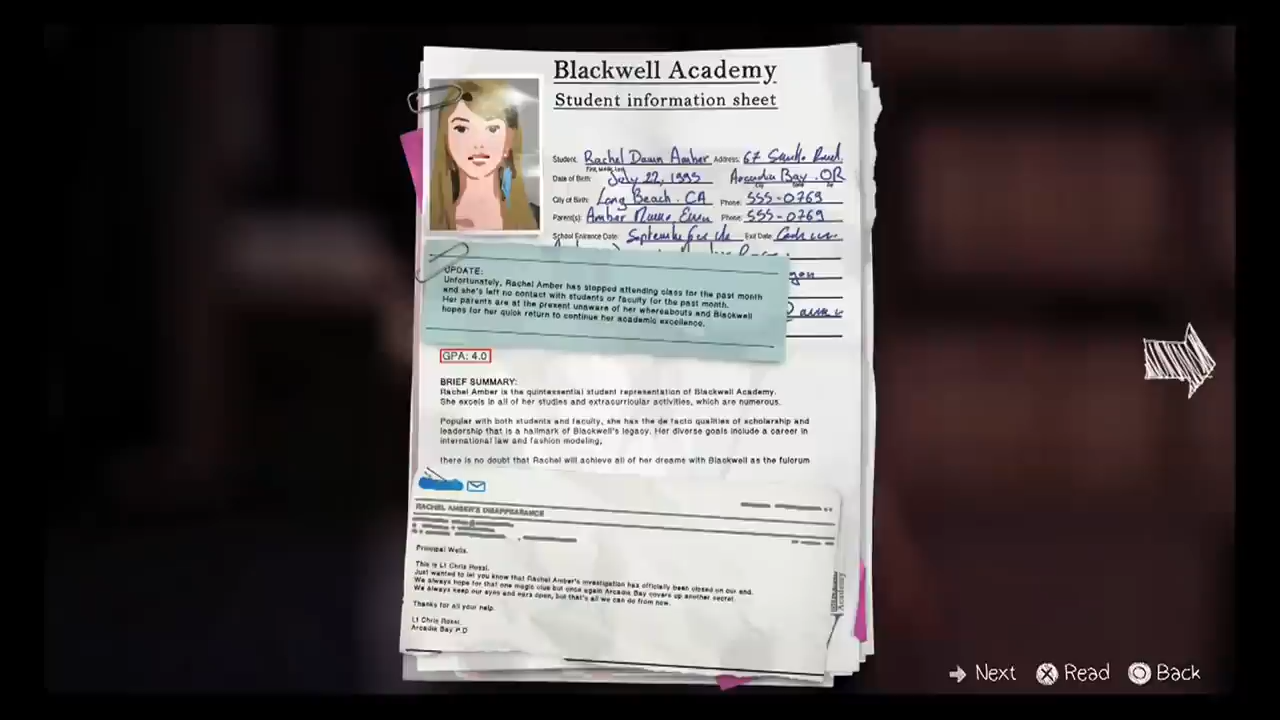 Blackwell Academy
Student information sheet
Student: Rachel Dawn Amber Address: 67
Date of Birth: July 22, 1995 Arcadia Bay. OR
City of Birth: Long Beach. CA Phone: 555-0769
Parent(s): Amber Phone: 555-0769
School Entrance Date: September Exit Date:
UPDATE:
Unfortunately, Rachel Amber has stopped attending class for the past month
and she's left no contact with students or faculty for the past month.
Her parents are at the present unaware of her whereabouts and Blackwell
hopes for her quick return to continue her academic excellence.
GPA: 4.0
BRIEF SUMMARY:
Rachel Amber is the quintessential student representation of Blackwell Academy.
She excels in all of her studies and extracurricular activities, which are numerous.
Popular with both students and faculty, she has the de facto qualities of scholarship and
leadership that is a hallmark of Blackwell's legacy. Her diverse goals include a career in
international law and fashion modeling;
there is no doubt that Rachel will achieve all of her dreams with Blackwell as the fulcrum
RACHEL AMBER'S DISAPPEARANCE
Principal Wells,
This is Lt Chris Rossi.
Just wanted to let you know that Rachel Amber's investigation has officially been closed on our end.
We always hope for that one magic clue but once again Arcadia Bay covers up another secret.
We always keep our eyes and ears open, but that's all we can do from now.
Thanks for all your help,
Lt Chris Rossi,
Arcadia Bay P.D
Academy
Next Read Back